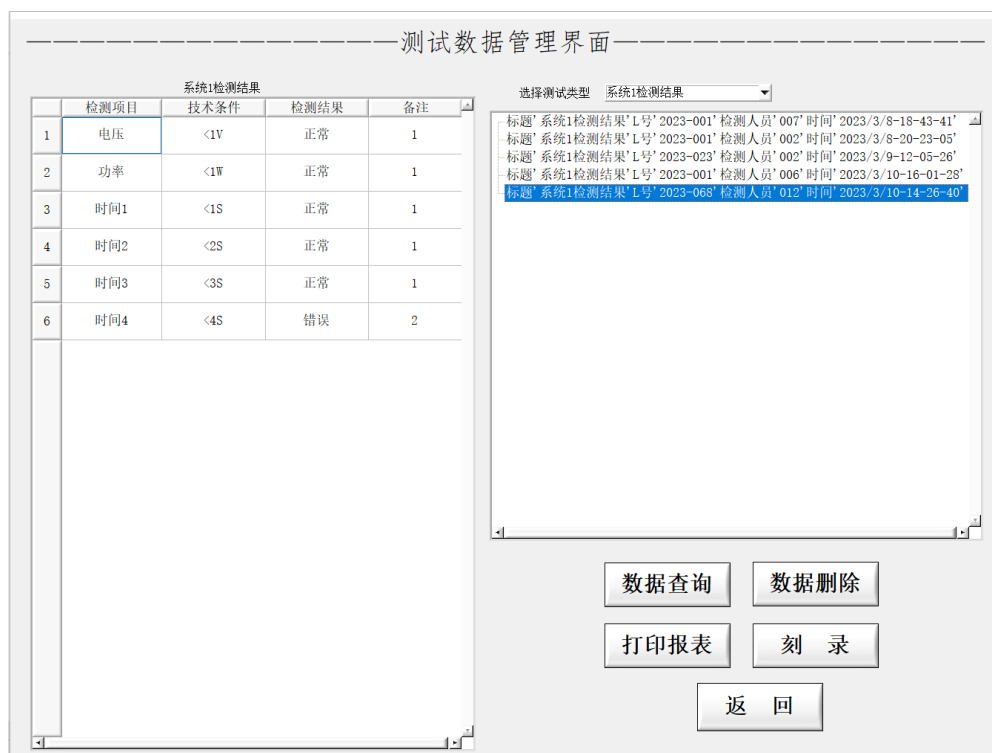 测试数据管理界面
系统1检测结果
检测项目 技术条件 检测结果 备注
1 电压 <1V 正常 1
2 功率 <1W 正常 1
3 时间1 <1S 正常 1
4 时间2 <2S 正常 1
5 时间3 <3S 正常 1
6 时间4 <4S 错误 2
选择测试类型 系统1检测结果
标题'系统1检测结果'L号'2023-001'检测人员'007'时间'2023/3/8-18-43-41'
标题'系统1检测结果'L号'2023-001'检测人员'002'时间'2023/3/8-20-23-05'
标题'系统1检测结果'L号'2023-023'检测人员'002'时间'2023/3/9-12-05-26'
标题'系统1检测结果'L号'2023-001'检测人员'006'时间'2023/3/10-16-01-28'
标题'系统1检测结果'L号'2023-068'检测人员'012'时间'2023/3/10-14-26-40'
数据查询 数据删除
打印报表 刻 录
返 回